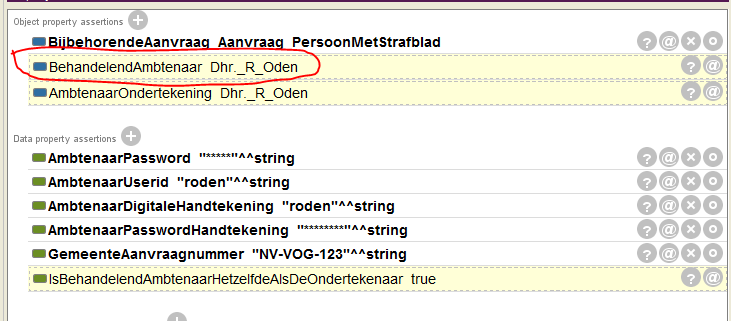 Object property assertions
BijbehorendeAanvraag Aanvraag_PersoonMetStrafblad
BehandelendAmbtenaar Dhr._R_Oden
AmbtenaarOndertekening Dhr._R_Oden
Data property assertions
AmbtenaarPassword "*****"^^string
AmbtenaarUserid "roden"^^string
AmbtenaarDigitaleHandtekening "roden"^^string
AmbtenaarPasswordHandtekening "********"^^string
GemeenteAanvraagnummer "NV-VOG-123"^^string
IsBehandelendAmbtenaarHetzelfdeAlsDeOndertekenaar true